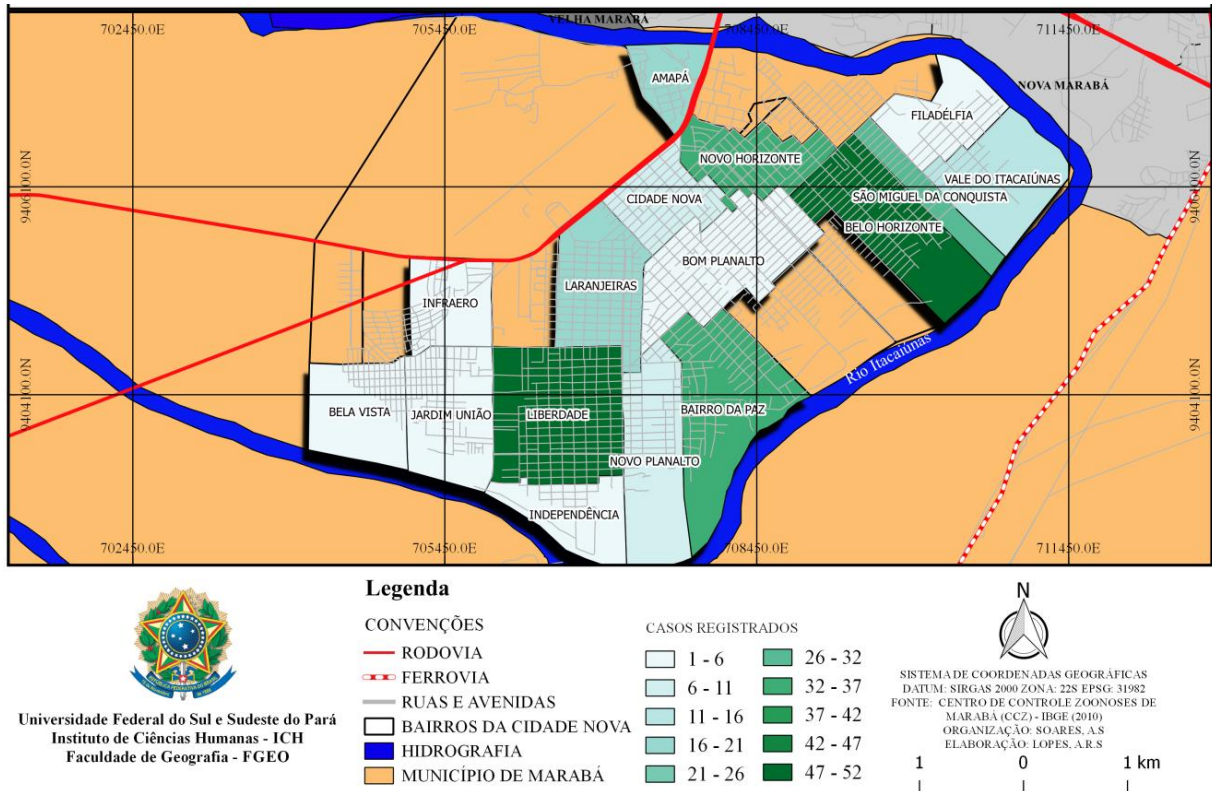 VELHA MARABÁ
702450.0E
705450.0E
708450.0E
711450.0E
AMAPÁ
NOVA MARABÁ
FILADÉLFIA
NOVO HORIZONTE
9406100.0N
9406100.0N
VALE DO ITACAIÚNAS
CIDADE NOVA
SÃO MIGUEL DA CONQUISTA
BELO HORIZONTE
BOM PLANALTO
LARANJEIRAS
INFRAERO
Rio Itacaiúnas
9404100.0N
9404100.0N
BELA VISTA
JARDIM UNIÃO
LIBERDADE
BAIRRO DA PAZ
NOVO PLANALTO
INDEPENDÊNCIA
702450.0E
705450.0E
708450.0E
711450.0E
REPÚBLICA FEDERATIVA DO BRASIL
Universidade Federal do Sul e Sudeste do Pará
Instituto de Ciências Humanas - ICH
Faculdade de Geografia - FGEO
Legenda
CONVENÇÕES
RODOVIA
FERROVIA
RUAS E AVENIDAS
BAIRROS DA CIDADE NOVA
HIDROGRAFIA
MUNICÍPIO DE MARABÁ
CASOS REGISTRADOS
1 - 6
6 - 11
11 - 16
16 - 21
21 - 26
26 - 32
32 - 37
37 - 42
42 - 47
47 - 52
N
SISTEMA DE COORDENADAS GEOGRÁFICAS
DATUM: SIRGAS 2000 ZONA: 22S EPSG: 31982
FONTE: CENTRO DE CONTROLE ZOONOSES DE
MARABÁ (CCZ) - IBGE (2010)
ORGANIZAÇÃO: SOARES, A.S
ELABORAÇÃO: LOPES, A.R.S
1 0 1 km